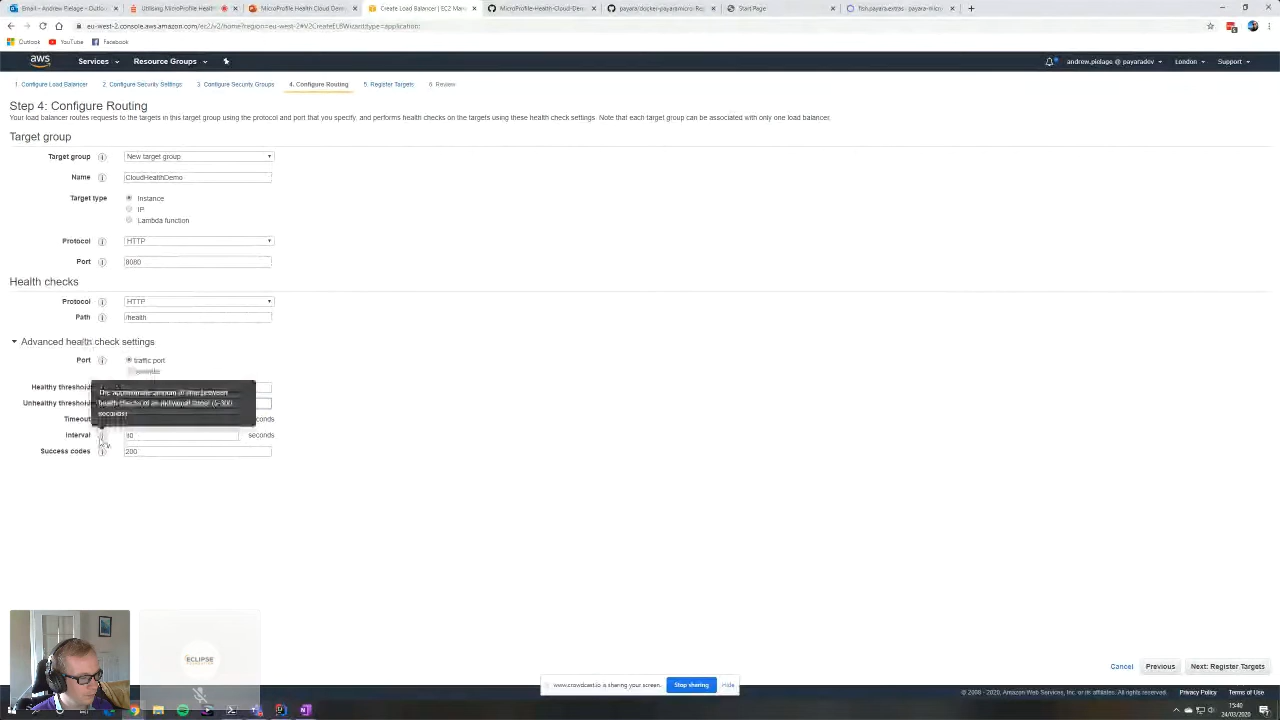 Email – Andrew Pielage – Outloo
Utilising MicroProfile Health
MicroProfile Health Cloud Demo
Create Load Balancer | EC2 Man
MicroProfile-Health-Cloud-Dem
payara/docker-payaramicro: Rep
Start Page
fish.payara.extras : payara-micro
eu-west-2.console.aws.amazon.com/ec2/v2/home?region=eu-west-2#V2CreateELBWizard:type=application:
Outlook YouTube Facebook
aws Services Resource Groups andrew.pielage @ payaradev London Support
1. Configure Load Balancer 2. Configure Security Settings 3. Configure Security Groups 4. Configure Routing 5. Register Targets 6. Review
Step 4: Configure Routing
Your load balancer routes requests to the targets in this target group using the protocol and port that you specify, and performs health checks on the targets using these health check settings. Note that each target group can be associated with only one load balancer.
Target group
Target group New target group
Name CloudHealthDemo
Target type Instance
IP
Lambda function
Protocol HTTP
Port 8080
Health checks
Protocol HTTP
Path /health
Advanced health check settings
Port traffic port
Healthy threshold
The approximate amount of time between
health checks of an individual target (5-300
seconds)
Unhealthy threshold
Timeout seconds
Interval seconds
Success codes 200
ECLIPSE
FOUNDATION
Cancel Previous Next: Register Targets
www.crowdcast.io is sharing your screen. Stop sharing Hide
© 2008 - 2020, Amazon Web Services, Inc. or its affiliates. All rights reserved. Privacy Policy Terms of Use
15:40
24/03/2020